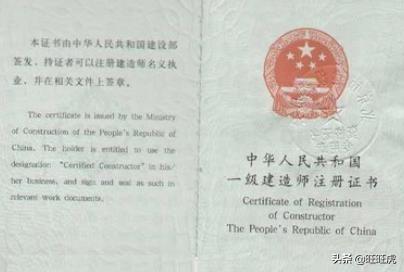 本证书由中华人民共和国建设部
签发，持证者可以注册建造师名义执
业，并在相关文件上签章。
The certificate is issued by the Ministry
of Construction of the People's Republic of
China. The holder is entitled to use the
designation "Certified Constructor" in his/
her business, and sign and seal as such in
relevant work documents.
中华人民共和国
一级建造师注册证书
Certificate of Registration
of Constructor
The People's Republic of China
头条 @旺旺虎